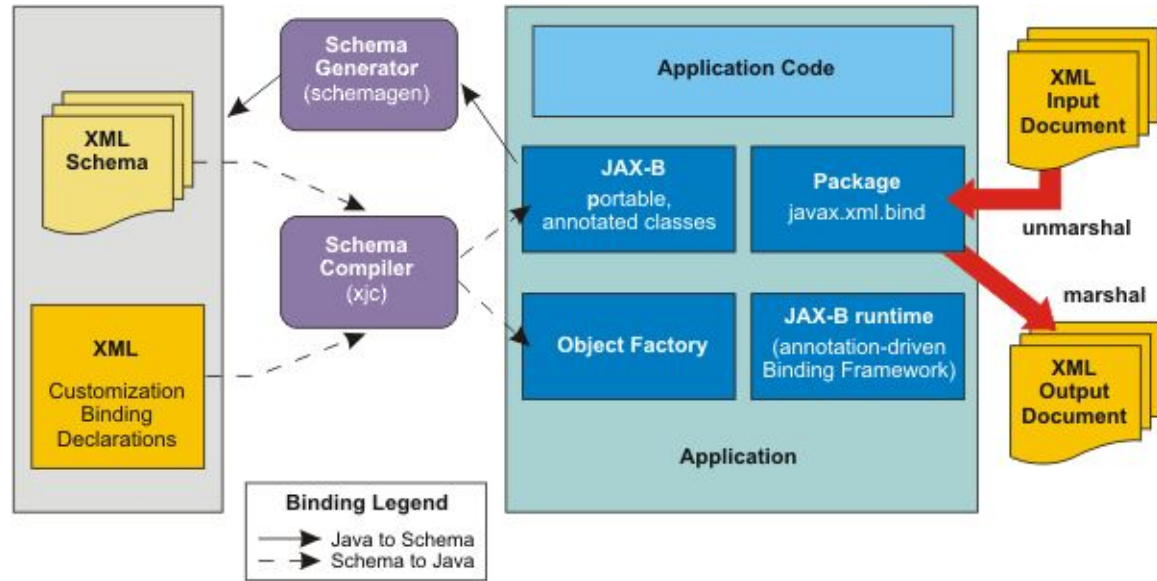 Schema
Generator
(schemagen)
XML
Schema
Schema
Compiler
(xjc)
XML
Customization
Binding
Declarations
Binding Legend
Java to Schema
Schema to Java
Application Code
JAX-B
portable,
annotated classes
Package
javax.xml.bind
Object Factory
JAX-B runtime
(annotation-driven
Binding Framework)
Application
XML
Input
Document
unmarshal
marshal
XML
Output
Document